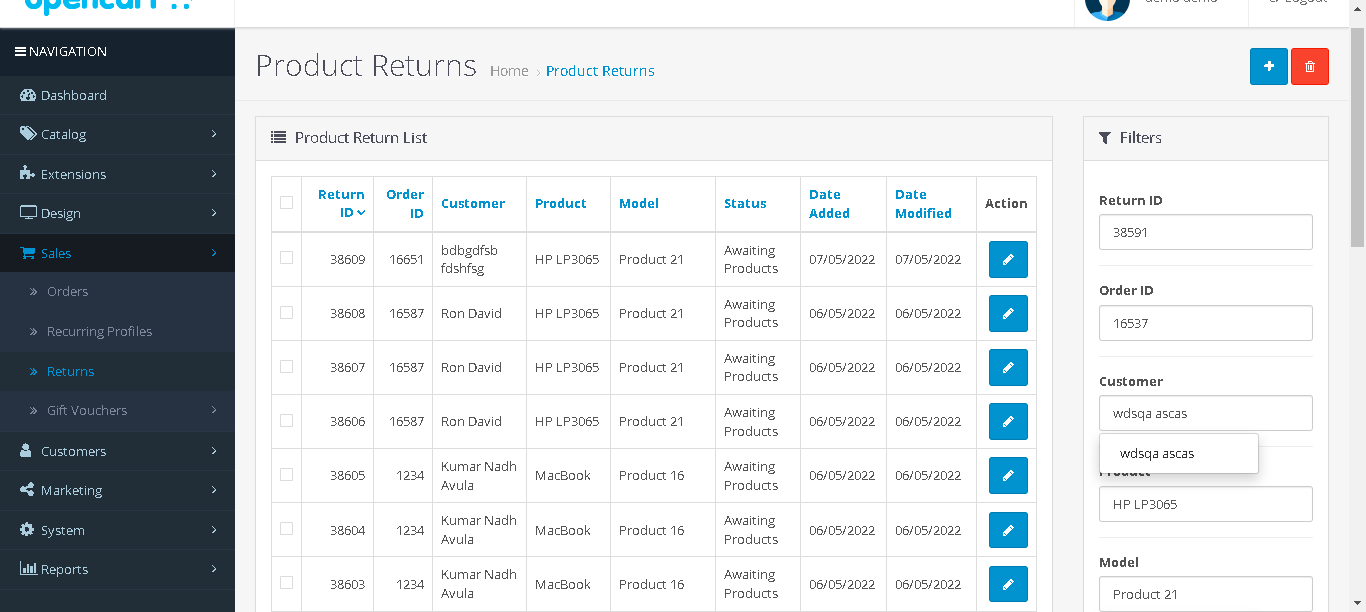 opencart
demo demo
Logout
NAVIGATION
Dashboard
Catalog
Extensions
Design
Sales
Orders
Recurring Profiles
Returns
Gift Vouchers
Customers
Marketing
System
Reports
Product Returns
Home › Product Returns
Product Return List
Return ID Order ID Customer Product Model Status Date Added Date Modified Action
38609 16651 bdbgdfsb fdshfsg HP LP3065 Product 21 Awaiting Products 07/05/2022 07/05/2022
38608 16587 Ron David HP LP3065 Product 21 Awaiting Products 06/05/2022 06/05/2022
38607 16587 Ron David HP LP3065 Product 21 Awaiting Products 06/05/2022 06/05/2022
38606 16587 Ron David HP LP3065 Product 21 Awaiting Products 06/05/2022 06/05/2022
38605 1234 Kumar Nadh Avula MacBook Product 16 Awaiting Products 06/05/2022 06/05/2022
38604 1234 Kumar Nadh Avula MacBook Product 16 Awaiting Products 06/05/2022 06/05/2022
38603 1234 Kumar Nadh Avula MacBook Product 16 Awaiting Products 06/05/2022 06/05/2022
Filters
Return ID
38591
Order ID
16537
Customer
wdsqa ascas
wdsqa ascas
Product
HP LP3065
Model
Product 21